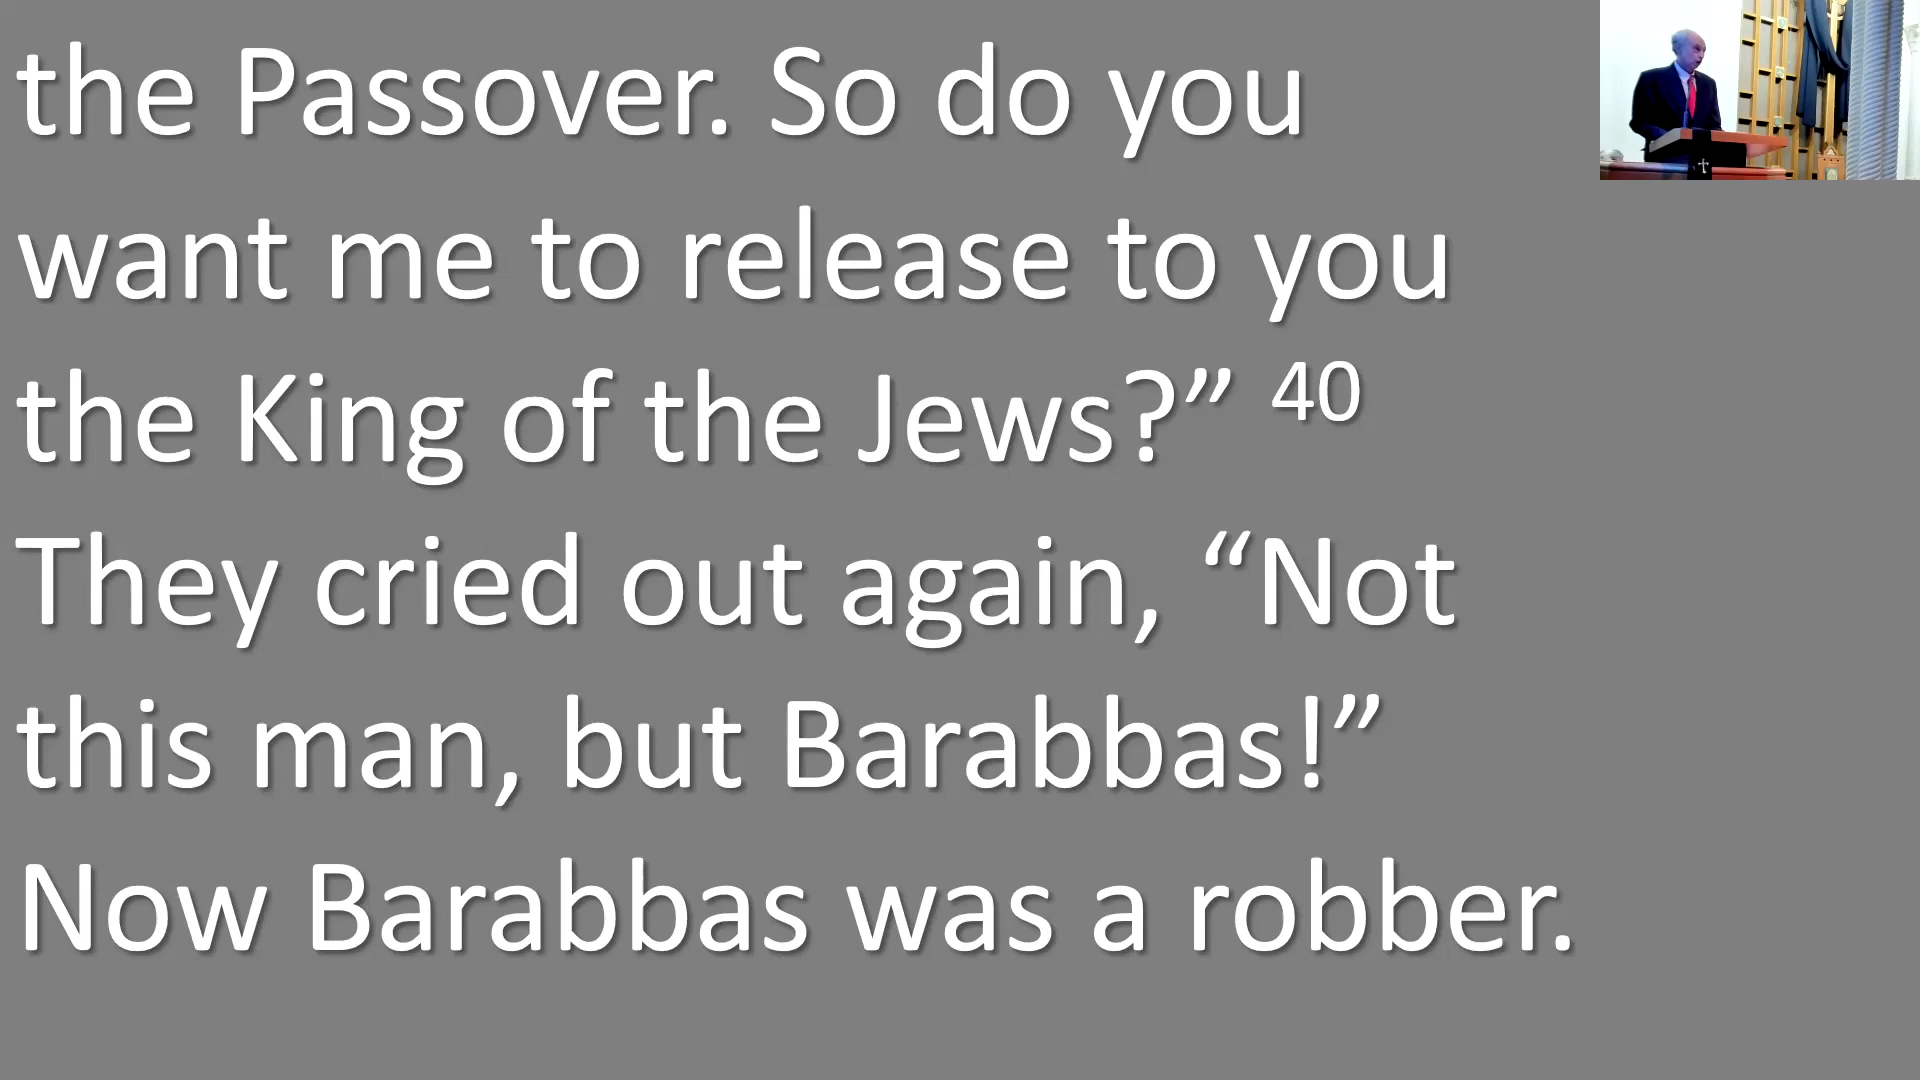 the Passover. So do you
want me to release to you
the King of the Jews?” 40
They cried out again, “Not
this man, but Barabbas!”
Now Barabbas was a robber.